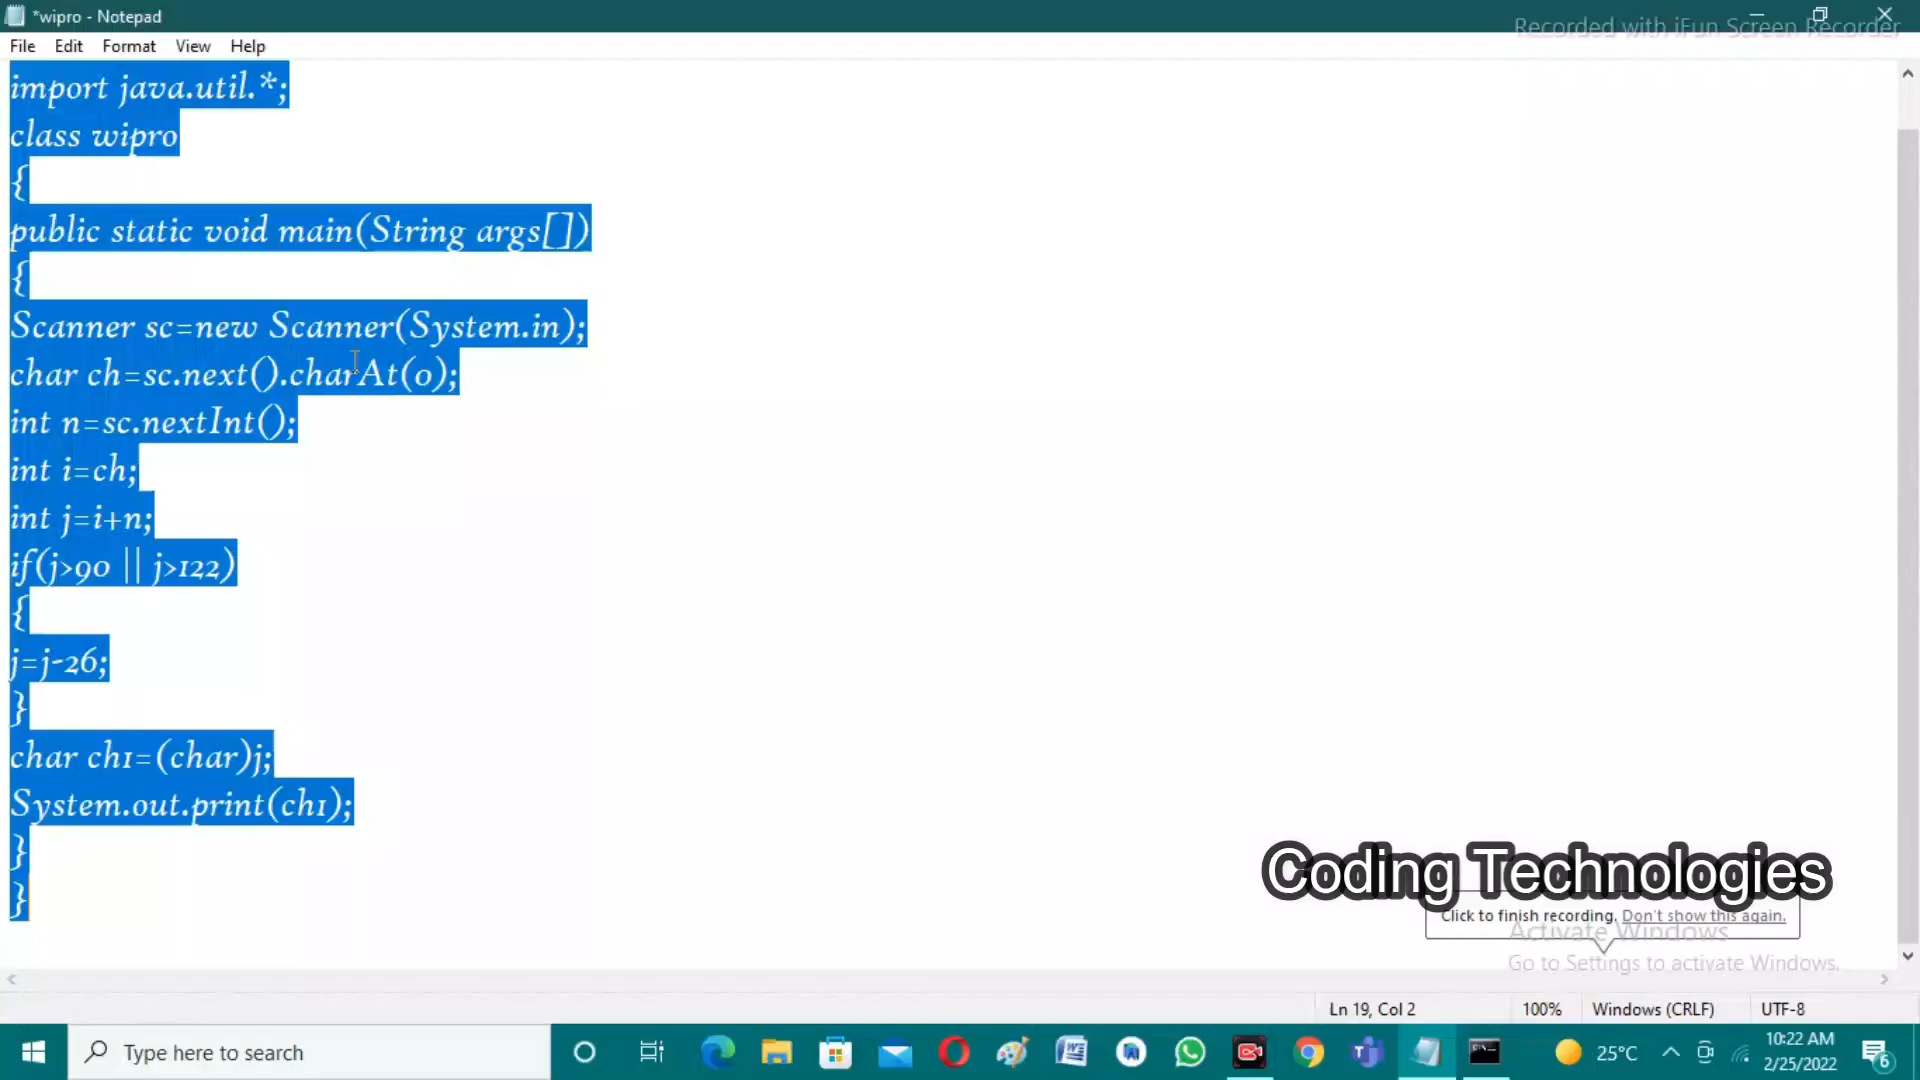 *wipro - Notepad
Recorded with iFun Screen Recorder
File Edit Format View Help
import java.util.*;
class wipro
{
public static void main(String args[])
{
Scanner sc=new Scanner(System.in);
char ch=sc.next().charAt(0);
int n=sc.nextInt();
int i=ch;
int j=i+n;
if(j>90 || j>122)
{
j=j-26;
}
char ch1=(char)j;
System.out.print(ch1);
}
}
Coding Technologies
Click to finish recording. Don't show this again.
Activate Windows
Go to Settings to activate Windows.
Ln 19, Col 2 100% Windows (CRLF) UTF-8
Type here to search
25°C
10:22 AM
2/25/2022
6